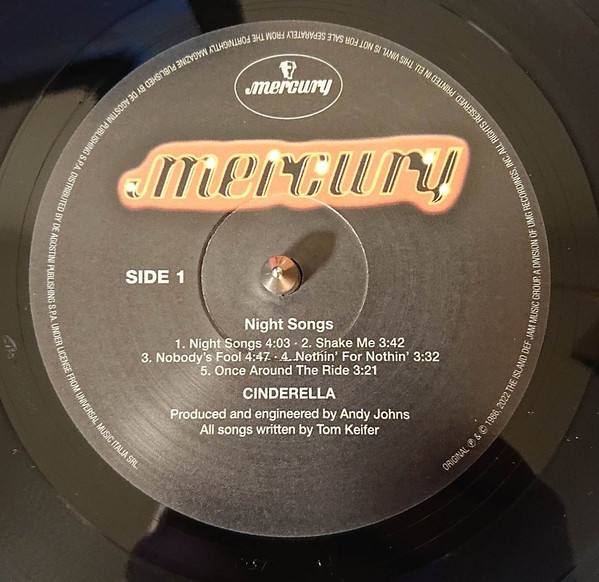 mercury
mercury
SIDE 1
Night Songs
1. Night Songs 4:03 · 2. Shake Me 3:42
3. Nobody's Fool 4:47 · 4. Nothin' For Nothin' 3:32
5. Once Around The Ride 3:21
CINDERELLA
Produced and engineered by Andy Johns
All songs written by Tom Keifer
ORIGINAL ℗ & © 1986, 2022 THE ISLAND DEF JAM MUSIC GROUP, A DIVISION OF UMG RECORDINGS, INC. ALL RIGHTS RESERVED. PRINTED IN EU. THIS VINYL IS NOT FOR SALE SEPARATELY FROM THE FORTNIGHTLY MAGAZINE PUBLISHED BY DE AGOSTINI PUBLISHING S.P.A. DISTRIBUTED BY DE AGOSTINI PUBLISHING S.P.A. UNDER LICENSE FROM UNIVERSAL MUSIC ITALIA SRL.